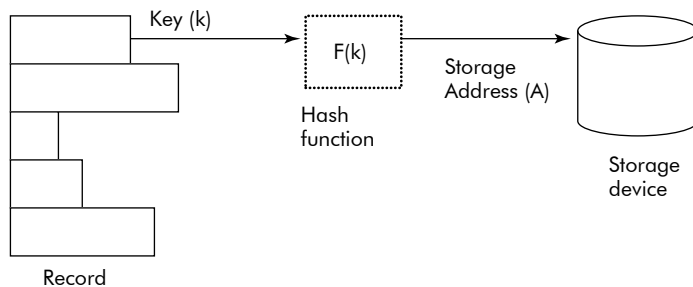 Key (k)
F(k)
Storage
Address (A)
Hash
function
Storage
device
Record